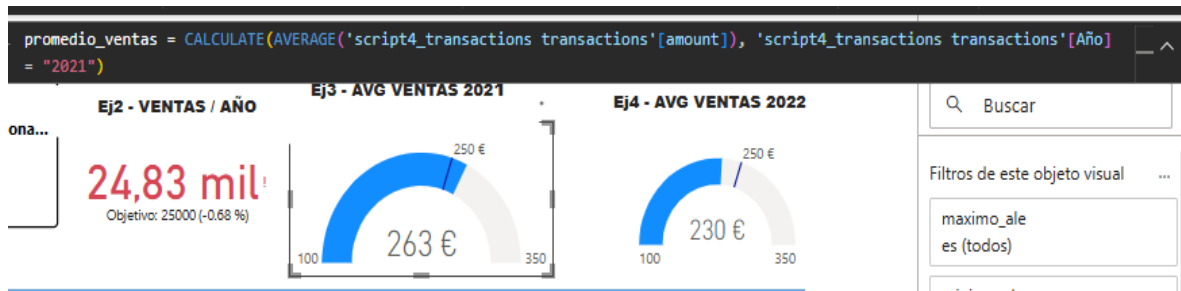 promedio_ventas = CALCULATE(AVERAGE('script4_transactions transactions'[amount]), 'script4_transactions transactions'[Año]
= "2021")
Ej2 - VENTAS / AÑO
Ej3 - AVG VENTAS 2021
Ej4 - AVG VENTAS 2022
Buscar
ona...
24,83 mil!
Objetivo: 25000 (-0.68 %)
250 €
263 €
100
350
250 €
230 €
100
350
Filtros de este objeto visual
...
maximo_ale
es (todos)